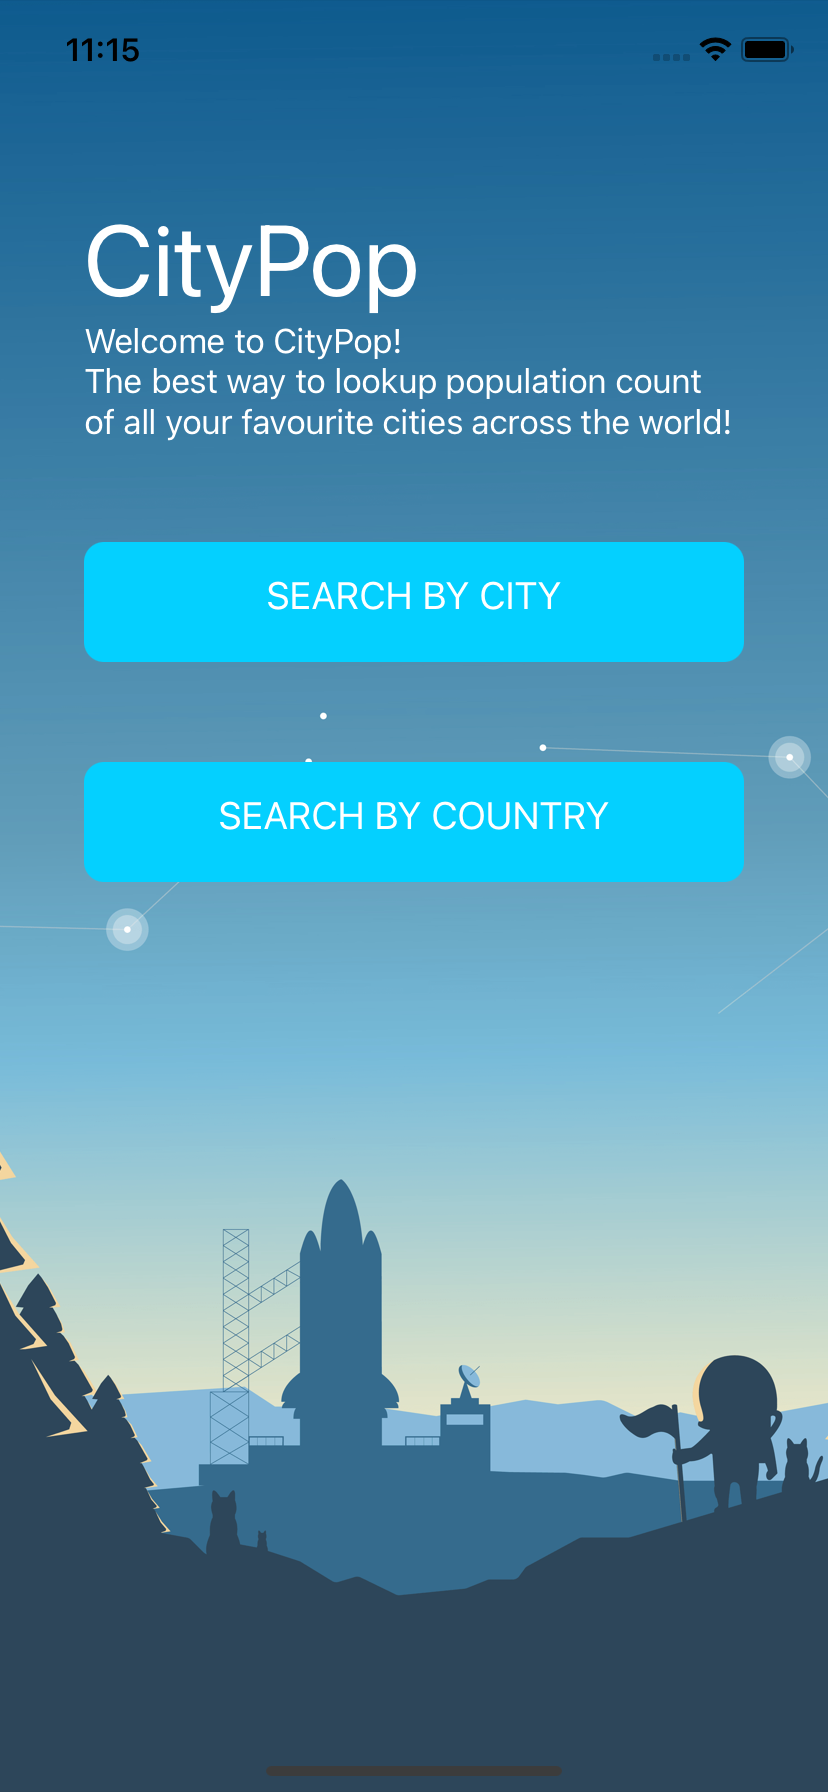 11:15
CityPop
Welcome to CityPop!
The best way to lookup population count
of all your favourite cities across the world!
SEARCH BY CITY
SEARCH BY COUNTRY